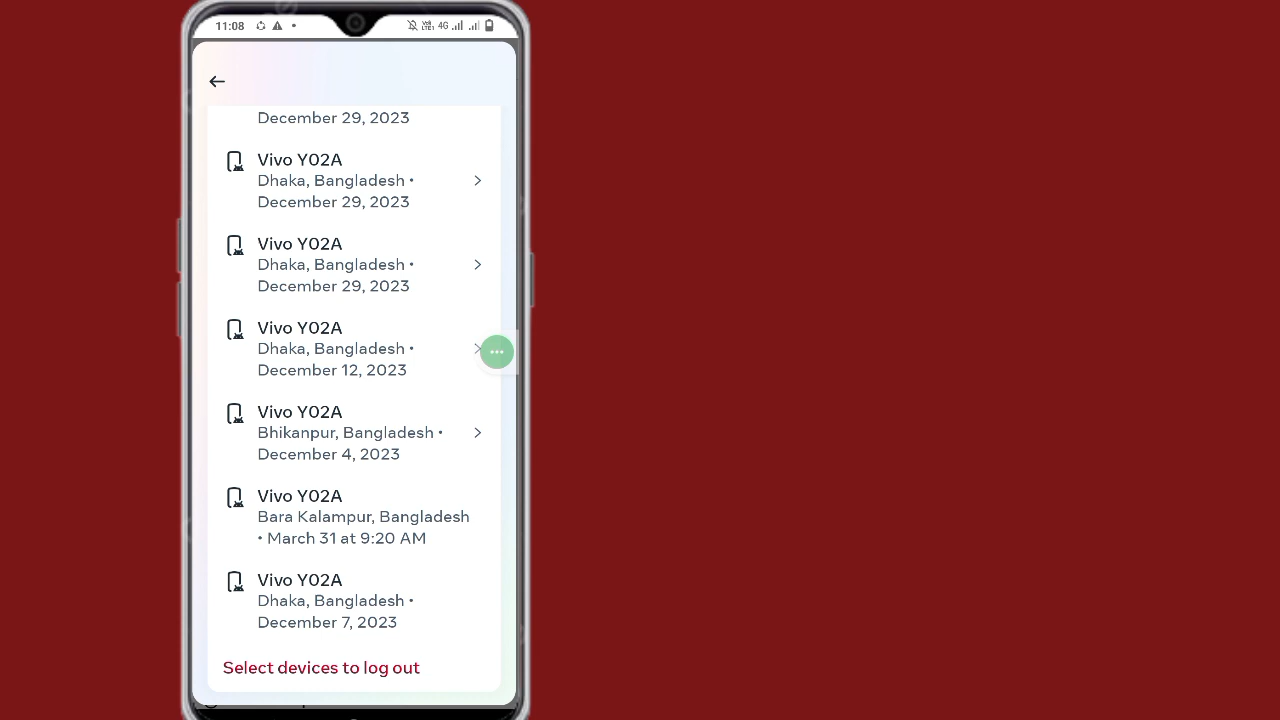 11:08 4G
December 29, 2023
Vivo Y02A
Dhaka, Bangladesh •
December 29, 2023
Vivo Y02A
Dhaka, Bangladesh •
December 29, 2023
Vivo Y02A
Dhaka, Bangladesh •
December 12, 2023
Vivo Y02A
Bhikanpur, Bangladesh •
December 4, 2023
Vivo Y02A
Bara Kalampur, Bangladesh
• March 31 at 9:20 AM
Vivo Y02A
Dhaka, Bangladesh •
December 7, 2023
Select devices to log out